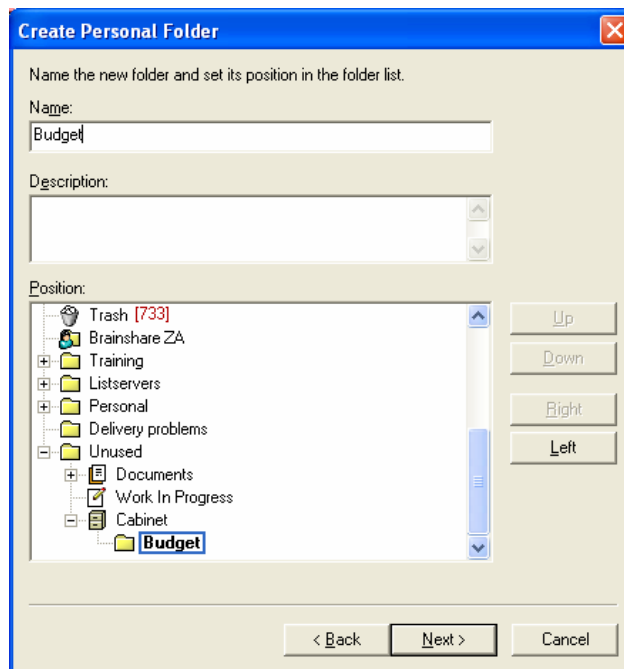 Create Personal Folder
Name the new folder and set its position in the folder list.
Name:
Budget
Description:
Position:
Trash [733]
Brainshare ZA
Training
Listservers
Personal
Delivery problems
Unused
Documents
Work In Progress
Cabinet
Budget
Up
Down
Right
Left
< Back
Next >
Cancel